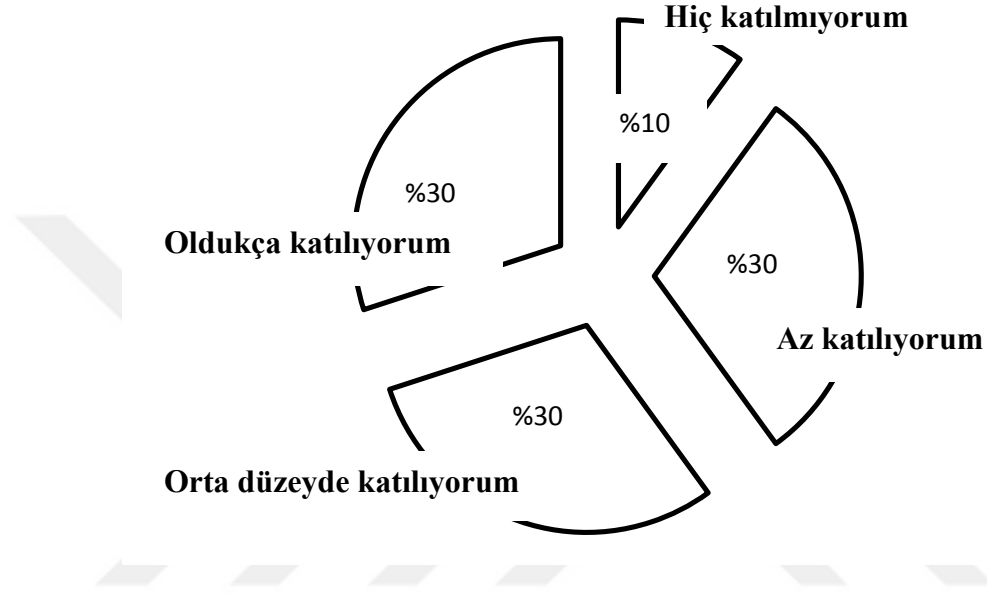 Hiç katılmıyorum
%10
%30
Oldukça katılıyorum
%30
Az katılıyorum
%30
Orta düzeyde katılıyorum